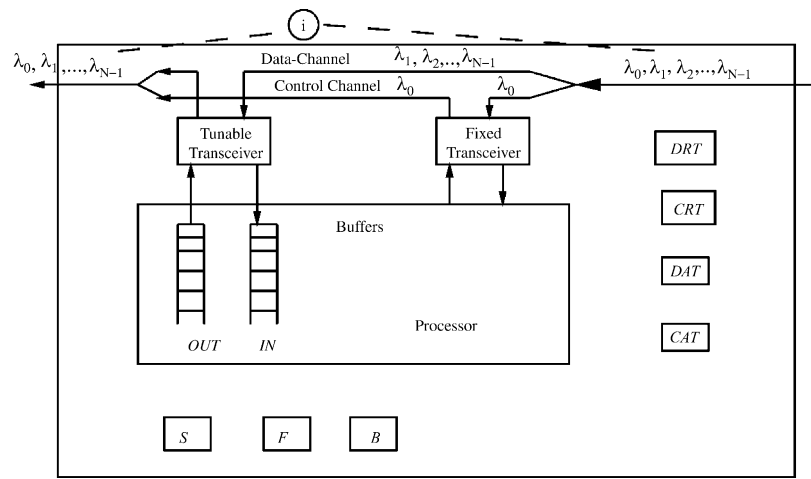 i
λ0, λ1,...,λN−1
Data-Channel λ1, λ2,..,λN−1
λ0, λ1, λ2,..,λN−1
Control Channel λ0
λ0
Tunable
Transceiver
Fixed
Transceiver
DRT
CRT
DAT
CAT
Buffers
Processor
OUT IN
S F B